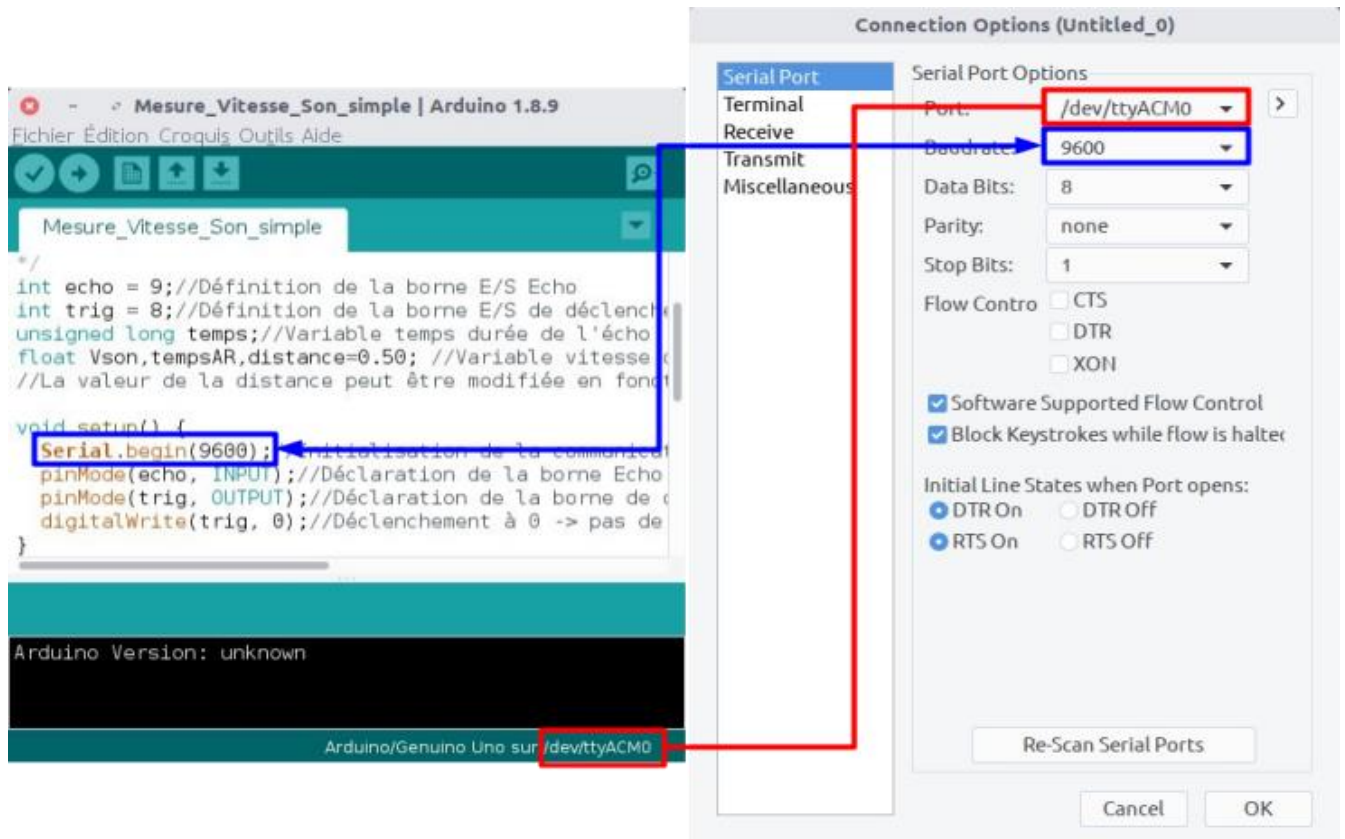 Mesure_Vitesse_Son_simple | Arduino 1.8.9
Fichier Édition Croquis Outils Aide
Mesure_Vitesse_Son_simple
*/
int echo = 9;//Définition de la borne E/S Echo
int trig = 8;//Définition de la borne E/S de déclench
unsigned long temps;//Variable temps durée de l'écho
float Vson,tempsAR,distance=0.50; //Variable vitesse
//La valeur de la distance peut être modifiée en fonct
void setup() {
Serial.begin(9600); initialisation de la communicat
pinMode(echo, INPUT);//Déclaration de la borne Echo
pinMode(trig, OUTPUT);//Déclaration de la borne de
digitalWrite(trig, 0);//Déclenchement à 0 -> pas de
}
Arduino Version: unknown
Arduino/Genuino Uno sur /dev/ttyACM0
Connection Options (Untitled_0)
Serial Port
Terminal
Receive
Transmit
Miscellaneous
Serial Port Options
Port: /dev/ttyACM0 >
Baudrate: 9600
Data Bits: 8
Parity: none
Stop Bits: 1
Flow Contro CTS
DTR
XON
Software Supported Flow Control
Block Keystrokes while flow is haltec
Initial Line States when Port opens:
DTR On DTR Off
RTS On RTS Off
Re-Scan Serial Ports
Cancel OK